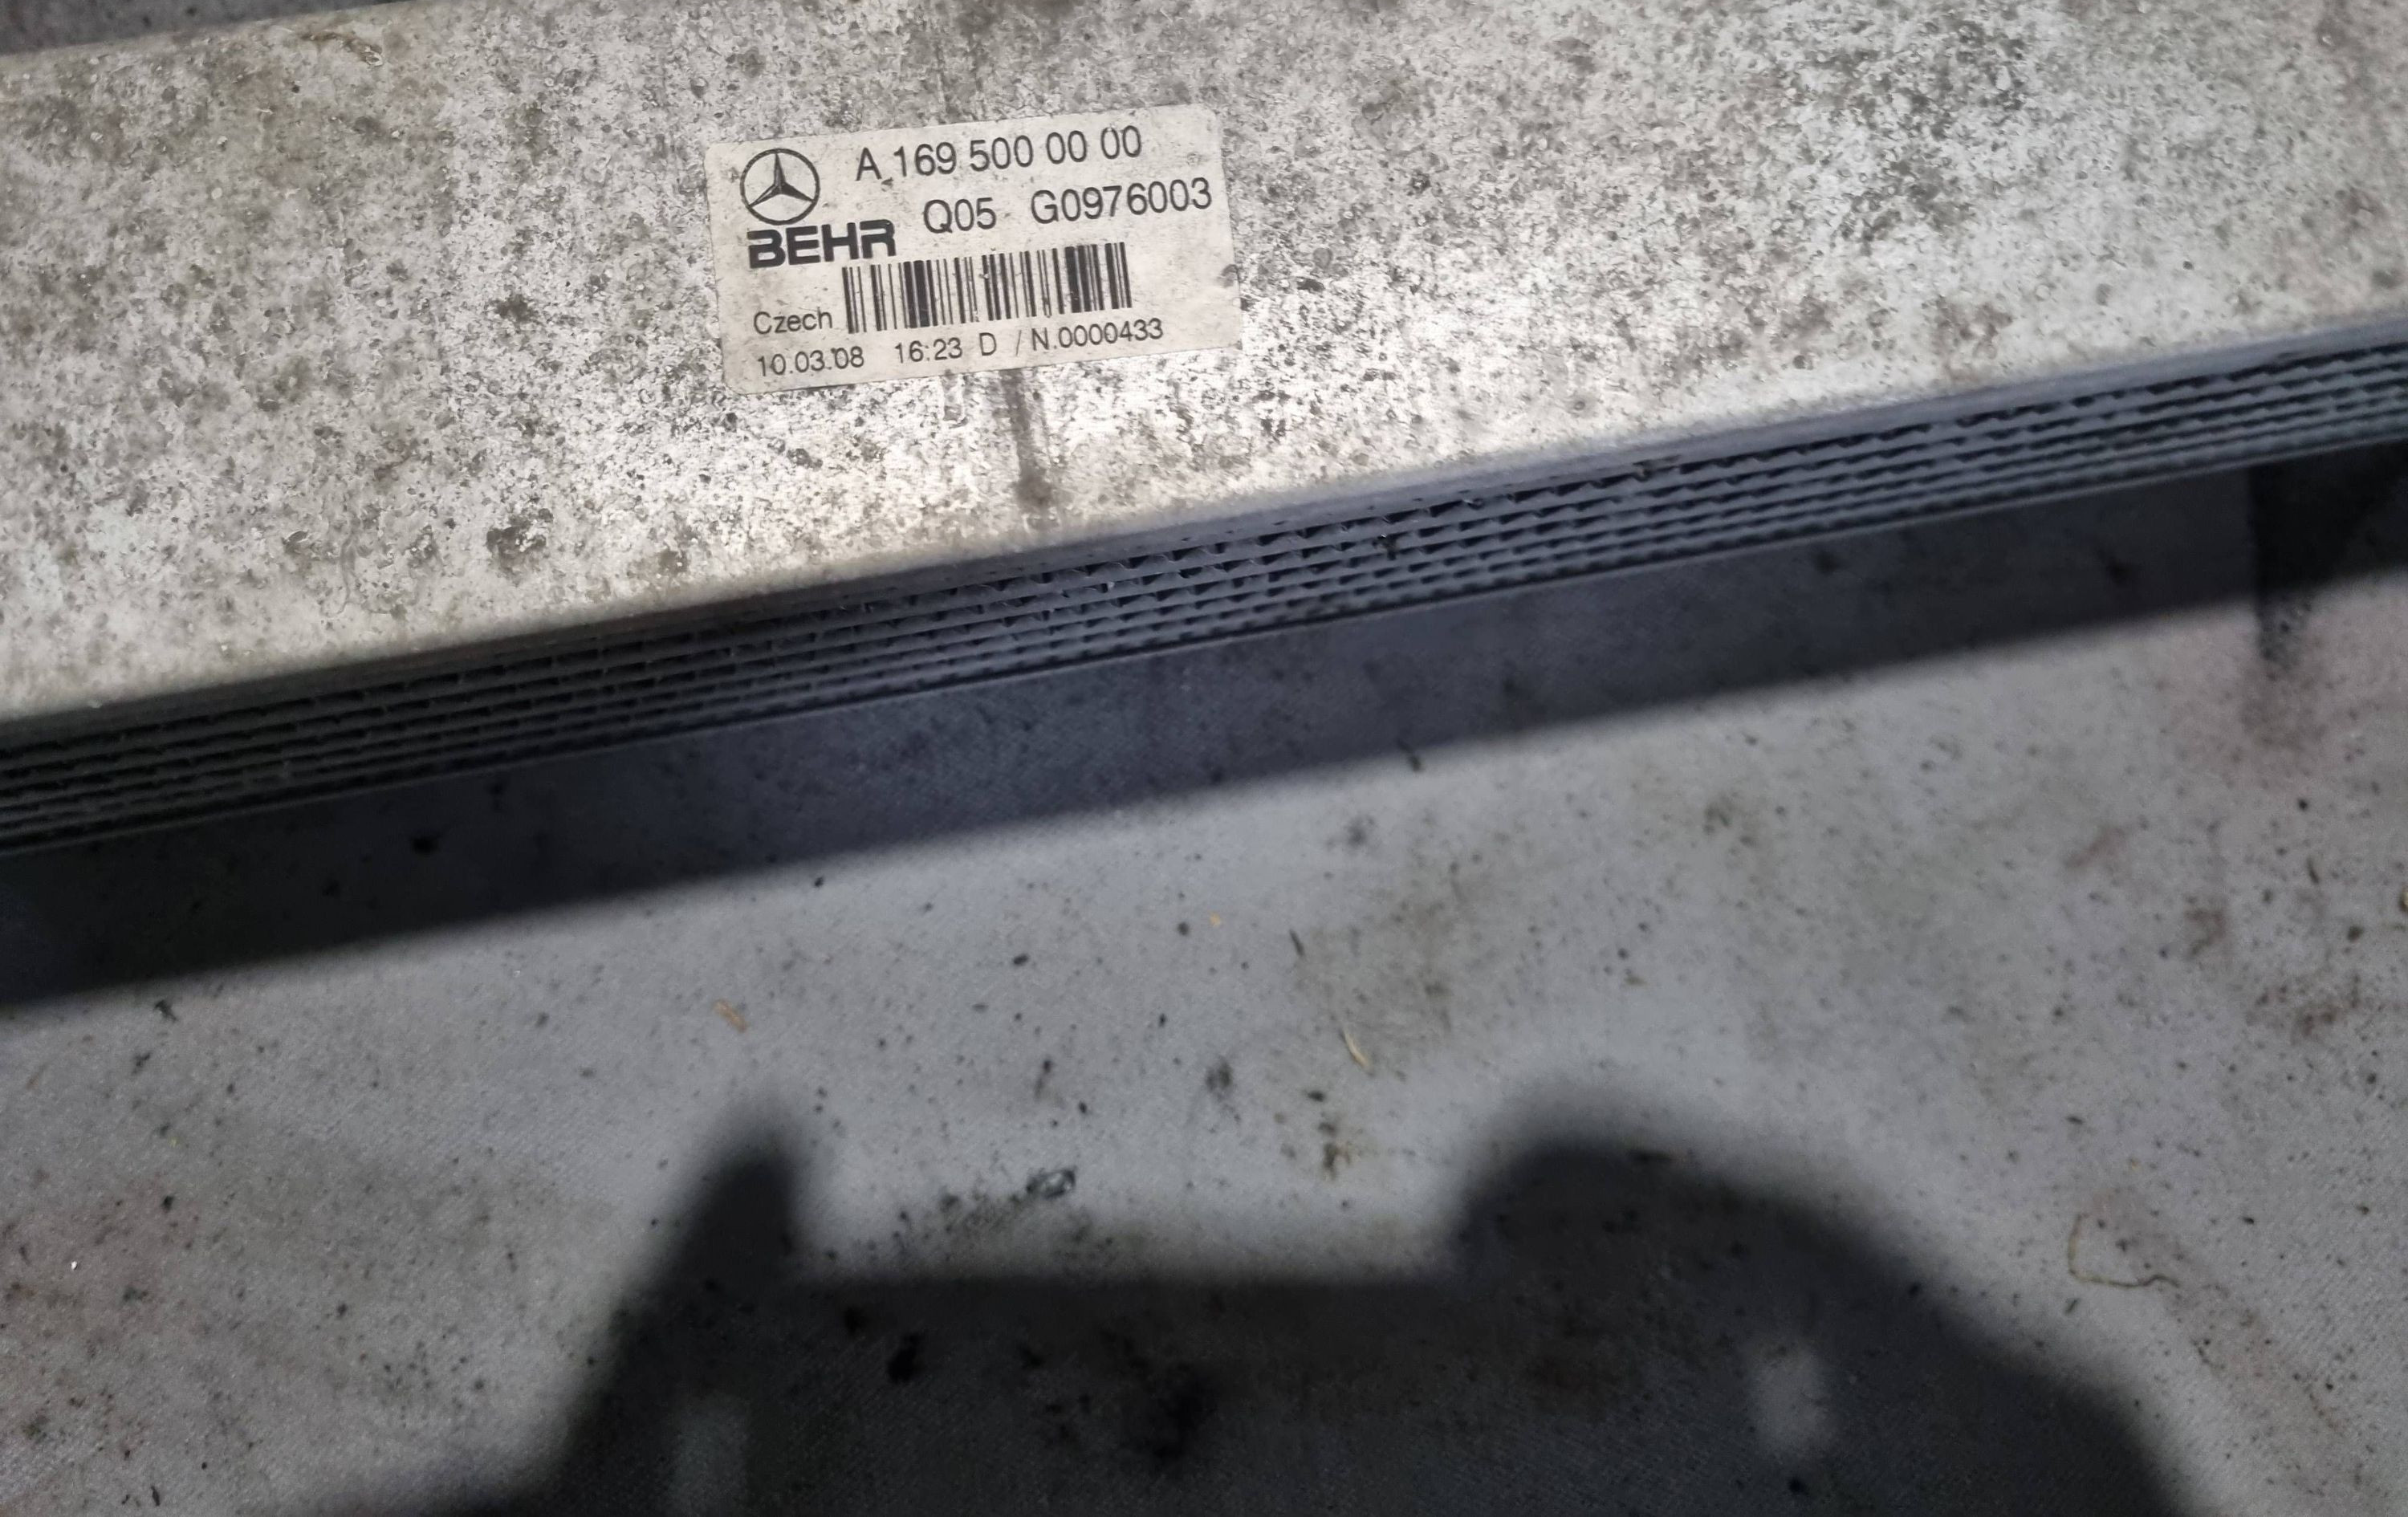 A 169 500 00 00
Q05 G0976003
BEHR
Czech
10.03.08 16:23 D / N.0000433